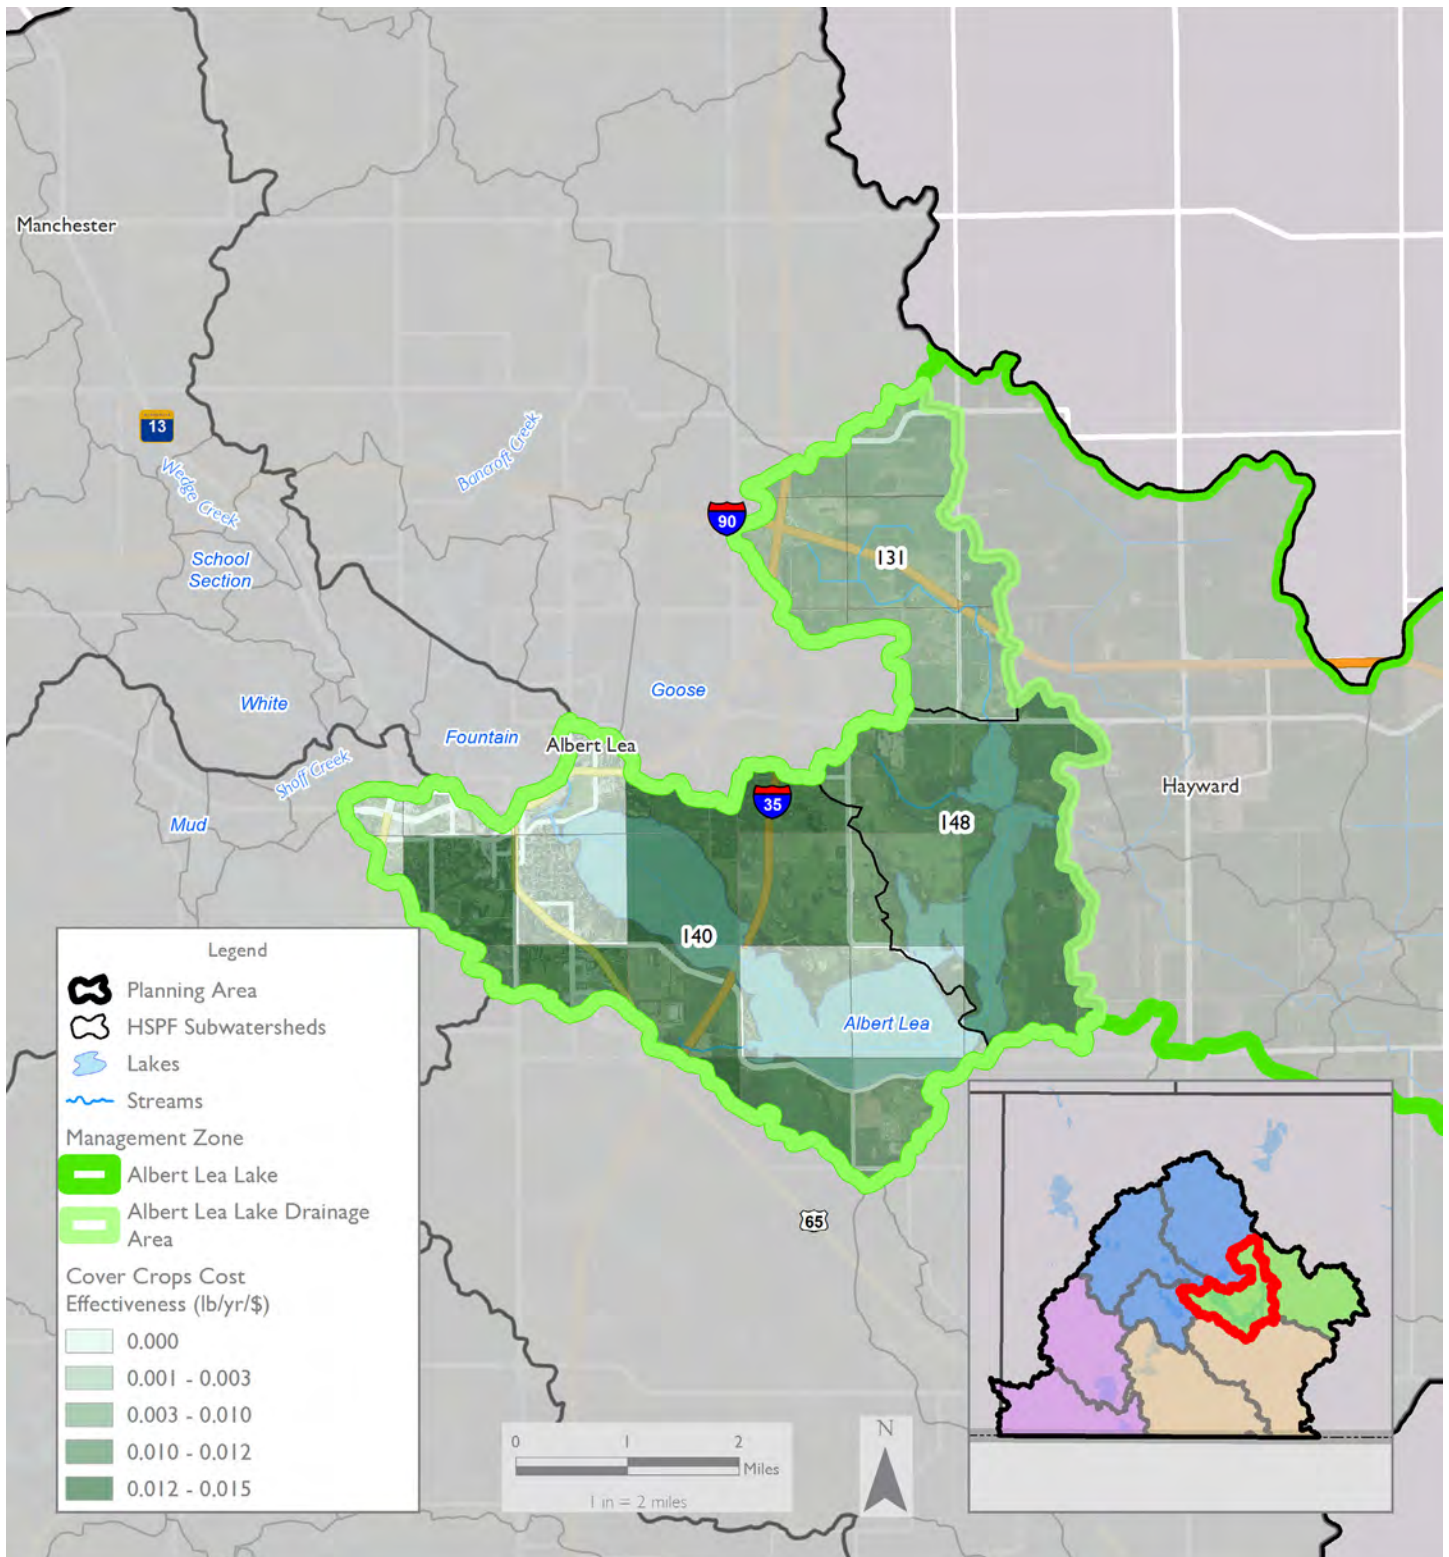 Manchester
13
Wedge Creek
Bancroft Creek
90
School
Section
131
White
Goose
Fountain
Albert Lea
Shoff Creek
Hayward
35
148
Mud
140
Albert Lea
65
Legend
Planning Area
HSPF Subwatersheds
Lakes
Streams
Management Zone
Albert Lea Lake
Albert Lea Lake Drainage
Area
Cover Crops Cost
Effectiveness (lb/yr/$)
0.000
0.001 - 0.003
0.003 - 0.010
0.010 - 0.012
0.012 - 0.015
0 1 2
Miles
1 in = 2 miles
N